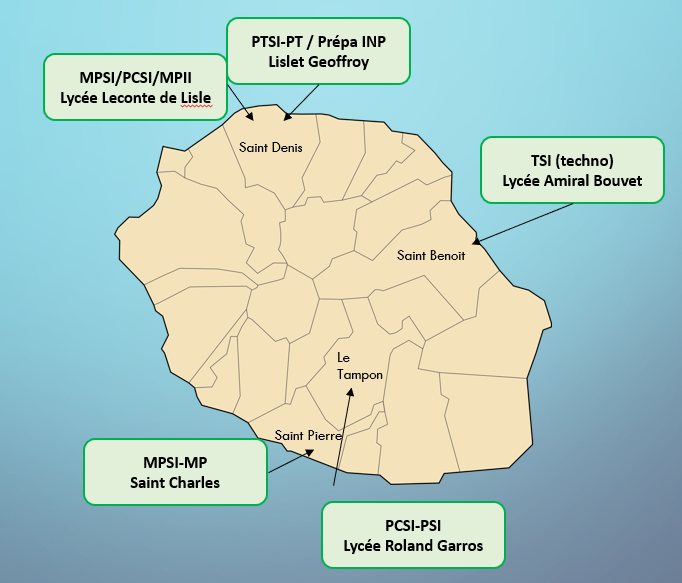 PTSI-PT / Prépa INP
Lislet Geoffroy
MPSI/PCSI/MPII
Lycée Leconte de Lisle
Saint Denis
TSI (techno)
Lycée Amiral Bouvet
Saint Benoit
Le
Tampon
Saint Pierre
MPSI-MP
Saint Charles
PCSI-PSI
Lycée Roland Garros